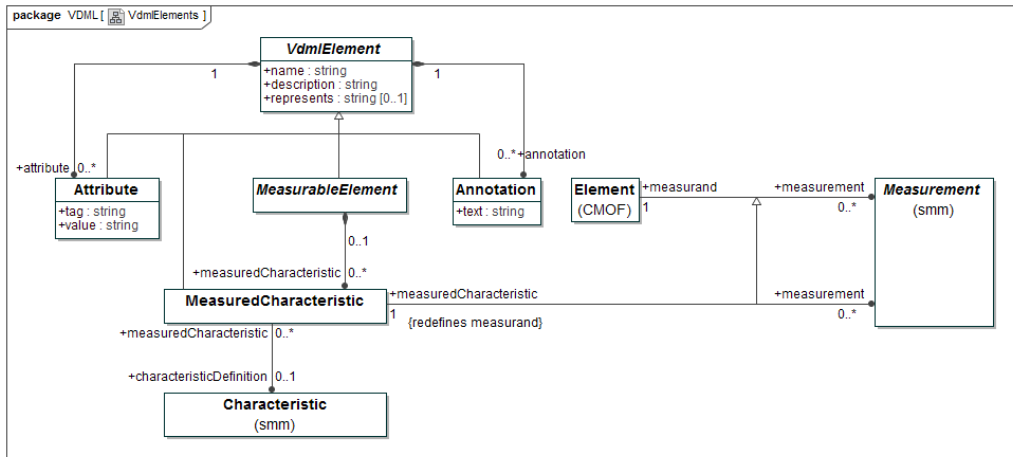 package VDML [ VdmlElements ]
VdmlElement
+name : string
+description : string
+represents : string [0..1]
1
1
+attribute
0..*
0..*
+annotation
Attribute
+tag : string
+value : string
MeasurableElement
Annotation
+text : string
Element
(CMOF)
+measurand
1
+measurement
0..*
Measurement
(smm)
0..1
+measuredCharacteristic
0..*
MeasuredCharacteristic
+measuredCharacteristic
1
{redefines measurand}
+measurement
0..*
+measuredCharacteristic
0..*
+characteristicDefinition
0..1
Characteristic
(smm)